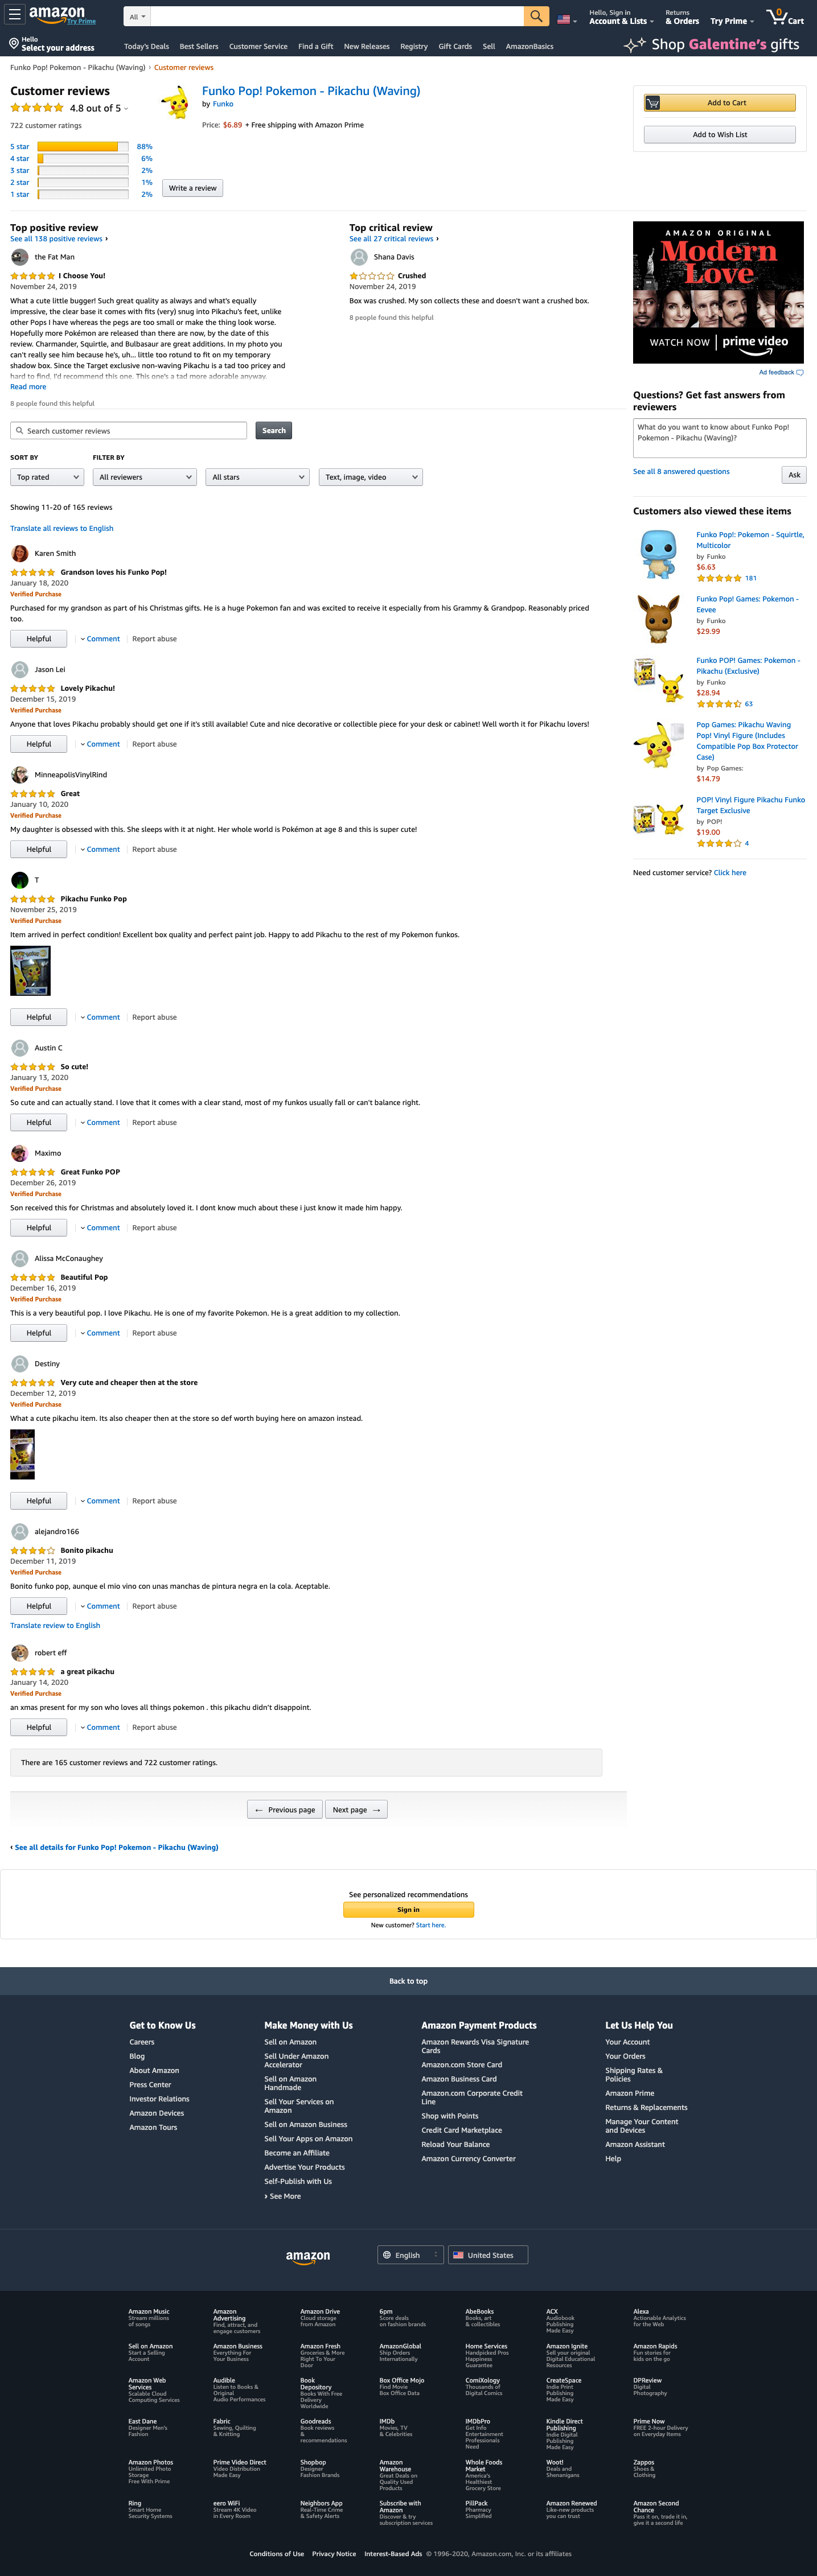 amazon
Try Prime
All
Hello, Sign in
Account & Lists
Returns
& Orders
Try Prime
0
Cart
Hello
Select your address
Today's Deals
Best Sellers
Customer Service
Find a Gift
New Releases
Registry
Gift Cards
Sell
AmazonBasics
Shop Galentine's gifts
Funko Pop! Pokemon - Pikachu (Waving) › Customer reviews
Customer reviews
4.8 out of 5
722 customer ratings
5 star 88%
4 star 6%
3 star 2%
2 star 1%
1 star 2%
Funko Pop! Pokemon - Pikachu (Waving)
by Funko
Price: $6.89 + Free shipping with Amazon Prime
Write a review
Add to Cart
Add to Wish List
Top positive review
See all 138 positive reviews ›
the Fat Man
I Choose You!
November 24, 2019
What a cute little bugger! Such great quality as always and what's equally
impressive, the clear base it comes with fits (very) snug into Pikachu's feet, unlike
other Pops I have whereas the pegs are too small or make the thing look worse.
Hopefully more Pokémon are released than there are now, by the day of this
review. Charmander, Squirtle, and Bulbasaur are great additions. In my photo you
can't really see him because he's, uh... little too rotund to fit on my temporary
shadow box. Since the Target exclusive non-waving Pikachu is a tad too pricey and
hard to find, I'd recommend this one. This one's a tad more adorable anyway.
Read more
8 people found this helpful
Top critical review
See all 27 critical reviews ›
Shana Davis
Crushed
November 24, 2019
Box was crushed. My son collects these and doesn't want a crushed box.
8 people found this helpful
AMAZON ORIGINAL
Modern
Love
WATCH NOW
prime video
Ad feedback
Questions? Get fast answers from
reviewers
What do you want to know about Funko Pop!
Pokemon - Pikachu (Waving)?
See all 8 answered questions
Ask
Search customer reviews
Search
SORT BY
FILTER BY
Top rated
All reviewers
All stars
Text, image, video
Showing 11-20 of 165 reviews
Translate all reviews to English
Karen Smith
Grandson loves his Funko Pop!
January 18, 2020
Verified Purchase
Purchased for my grandson as part of his Christmas gifts. He is a huge Pokemon fan and was excited to receive it especially from his Grammy & Grandpop. Reasonably priced
too.
Helpful
Comment
Report abuse
Jason Lei
Lovely Pikachu!
December 15, 2019
Verified Purchase
Anyone that loves Pikachu probably should get one if it's still available! Cute and nice decorative or collectible piece for your desk or cabinet! Well worth it for Pikachu lovers!
Helpful
Comment
Report abuse
MinneapolisVinylRind
Great
January 10, 2020
Verified Purchase
My daughter is obsessed with this. She sleeps with it at night. Her whole world is Pokémon at age 8 and this is super cute!
Helpful
Comment
Report abuse
T
Pikachu Funko Pop
November 25, 2019
Verified Purchase
Item arrived in perfect condition! Excellent box quality and perfect paint job. Happy to add Pikachu to the rest of my Pokemon funkos.
Helpful
Comment
Report abuse
Austin C
So cute!
January 13, 2020
Verified Purchase
So cute and can actually stand. I love that it comes with a clear stand, most of my funkos usually fall or can't balance right.
Helpful
Comment
Report abuse
Maximo
Great Funko POP
December 26, 2019
Verified Purchase
Son received this for Christmas and absolutely loved it. I dont know much about these i just know it made him happy.
Helpful
Comment
Report abuse
Alissa McConaughey
Beautiful Pop
December 16, 2019
Verified Purchase
This is a very beautiful pop. I love Pikachu. He is one of my favorite Pokemon. He is a great addition to my collection.
Helpful
Comment
Report abuse
Destiny
Very cute and cheaper then at the store
December 12, 2019
Verified Purchase
What a cute pikachu item. Its also cheaper then at the store so def worth buying here on amazon instead.
Helpful
Comment
Report abuse
alejandro166
Bonito pikachu
December 11, 2019
Verified Purchase
Bonito funko pop, aunque el mio vino con unas manchas de pintura negra en la cola. Aceptable.
Helpful
Comment
Report abuse
Translate review to English
robert eff
a great pikachu
January 14, 2020
Verified Purchase
an xmas present for my son who loves all things pokemon . this pikachu didn't disappoint.
Helpful
Comment
Report abuse
There are 165 customer reviews and 722 customer ratings.
← Previous page
Next page →
‹ See all details for Funko Pop! Pokemon - Pikachu (Waving)
Customers also viewed these items
Funko Pop!: Pokemon - Squirtle,
Multicolor
by Funko
$6.63
181
Funko Pop! Games: Pokemon -
Eevee
by Funko
$29.99
Funko POP! Games: Pokemon -
Pikachu (Exclusive)
by Funko
$28.94
63
Pop Games: Pikachu Waving
Pop! Vinyl Figure (Includes
Compatible Pop Box Protector
Case)
by Pop Games:
$14.79
POP! Vinyl Figure Pikachu Funko
Target Exclusive
by POP!
$19.00
4
Need customer service? Click here
See personalized recommendations
Sign in
New customer? Start here.
Back to top
Get to Know Us
Careers
Blog
About Amazon
Press Center
Investor Relations
Amazon Devices
Amazon Tours
Make Money with Us
Sell on Amazon
Sell Under Amazon
Accelerator
Sell on Amazon
Handmade
Sell Your Services on
Amazon
Sell on Amazon Business
Sell Your Apps on Amazon
Become an Affiliate
Advertise Your Products
Self-Publish with Us
› See More
Amazon Payment Products
Amazon Rewards Visa Signature
Cards
Amazon.com Store Card
Amazon Business Card
Amazon.com Corporate Credit
Line
Shop with Points
Credit Card Marketplace
Reload Your Balance
Amazon Currency Converter
Let Us Help You
Your Account
Your Orders
Shipping Rates &
Policies
Amazon Prime
Returns & Replacements
Manage Your Content
and Devices
Amazon Assistant
Help
amazon
English
United States
Amazon Music
Stream millions
of songs
Amazon
Advertising
Find, attract, and
engage customers
Amazon Drive
Cloud storage
from Amazon
6pm
Score deals
on fashion brands
AbeBooks
Books, art
& collectibles
ACX
Audiobook
Publishing
Made Easy
Alexa
Actionable Analytics
for the Web
Sell on Amazon
Start a Selling
Account
Amazon Business
Everything For
Your Business
Amazon Fresh
Groceries & More
Right To Your
Door
AmazonGlobal
Ship Orders
Internationally
Home Services
Handpicked Pros
Happiness
Guarantee
Amazon Ignite
Sell your original
Digital Educational
Resources
Amazon Rapids
Fun stories for
kids on the go
Amazon Web
Services
Scalable Cloud
Computing Services
Audible
Listen to Books &
Original
Audio Performances
Book
Depository
Books With Free
Delivery
Worldwide
Box Office Mojo
Find Movie
Box Office Data
ComiXology
Thousands of
Digital Comics
CreateSpace
Indie Print
Publishing
Made Easy
DPReview
Digital
Photography
East Dane
Designer Men's
Fashion
Fabric
Sewing, Quilting
& Knitting
Goodreads
Book reviews
&
recommendations
IMDb
Movies, TV
& Celebrities
IMDbPro
Get Info
Entertainment
Professionals
Need
Kindle Direct
Publishing
Indie Digital
Publishing
Made Easy
Prime Now
FREE 2-hour Delivery
on Everyday Items
Amazon Photos
Unlimited Photo
Storage
Free With Prime
Prime Video Direct
Video Distribution
Made Easy
Shopbop
Designer
Fashion Brands
Amazon
Warehouse
Great Deals on
Quality Used
Products
Whole Foods
Market
America's
Healthiest
Grocery Store
Woot!
Deals and
Shenanigans
Zappos
Shoes &
Clothing
Ring
Smart Home
Security Systems
eero WiFi
Stream 4K Video
in Every Room
Neighbors App
Real-Time Crime
& Safety Alerts
Subscribe with
Amazon
Discover & try
subscription services
PillPack
Pharmacy
Simplified
Amazon Renewed
Like-new products
you can trust
Amazon Second
Chance
Pass it on, trade it in,
give it a second life
Conditions of Use
Privacy Notice
Interest-Based Ads
© 1996-2020, Amazon.com, Inc. or its affiliates